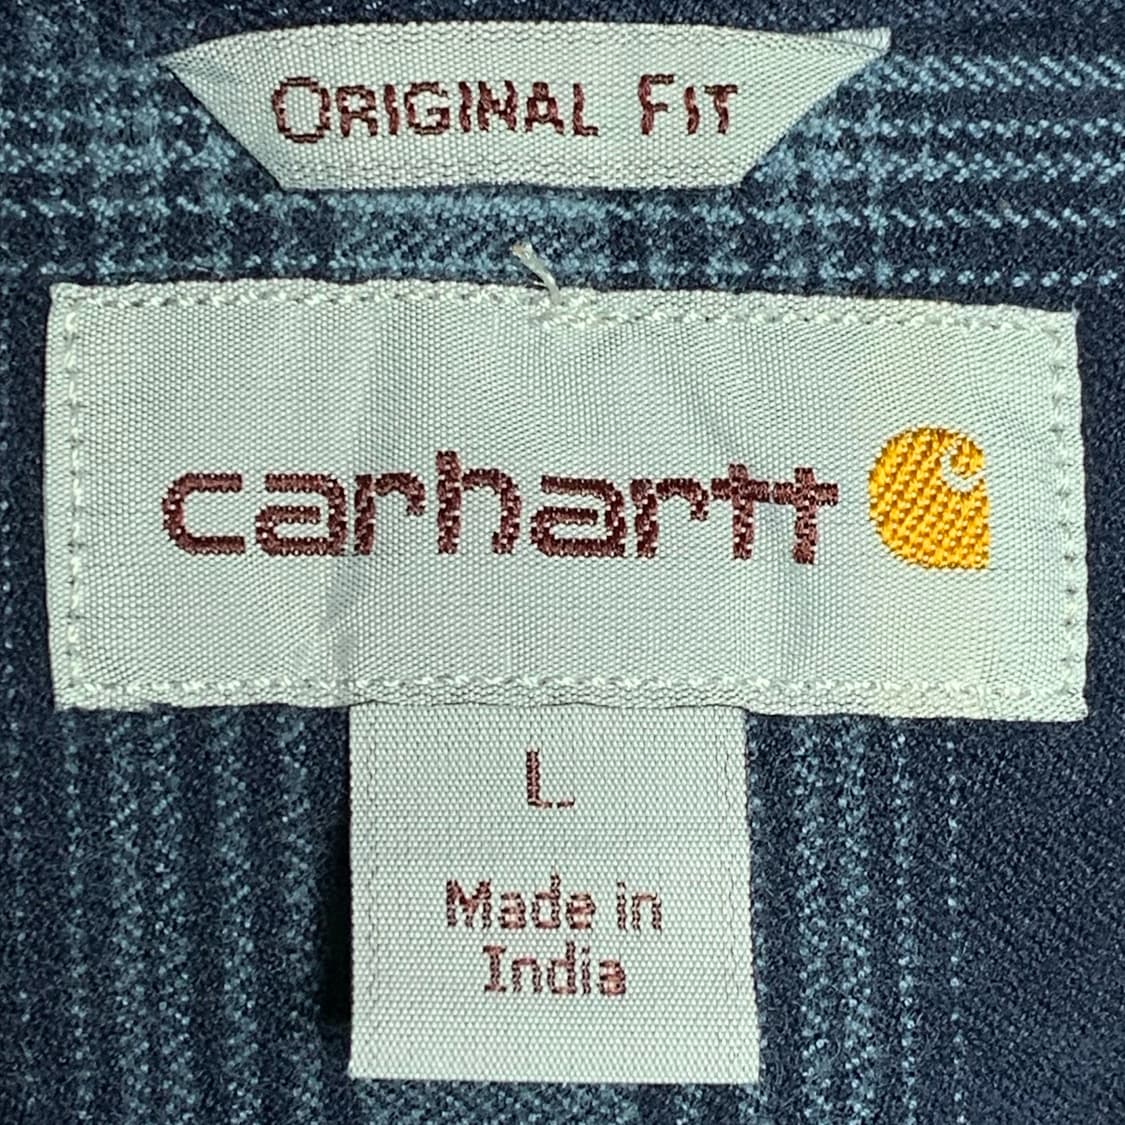 ORIGINAL FIT
carhartt
L
Made in
India